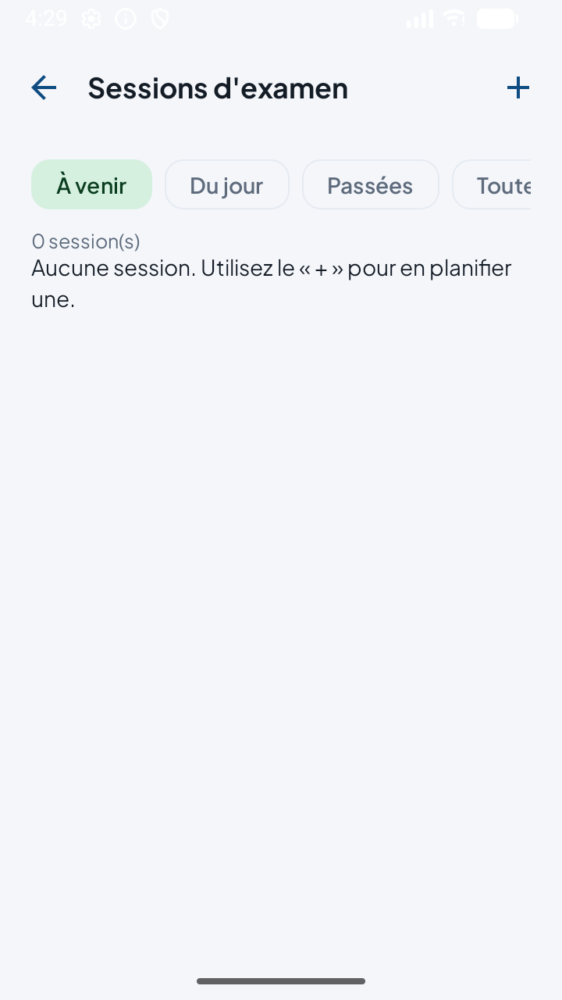 4:29
Sessions d'examen
À venir
Du jour
Passées
Toute
0 session(s)
Aucune session. Utilisez le « + » pour en planifier
une.